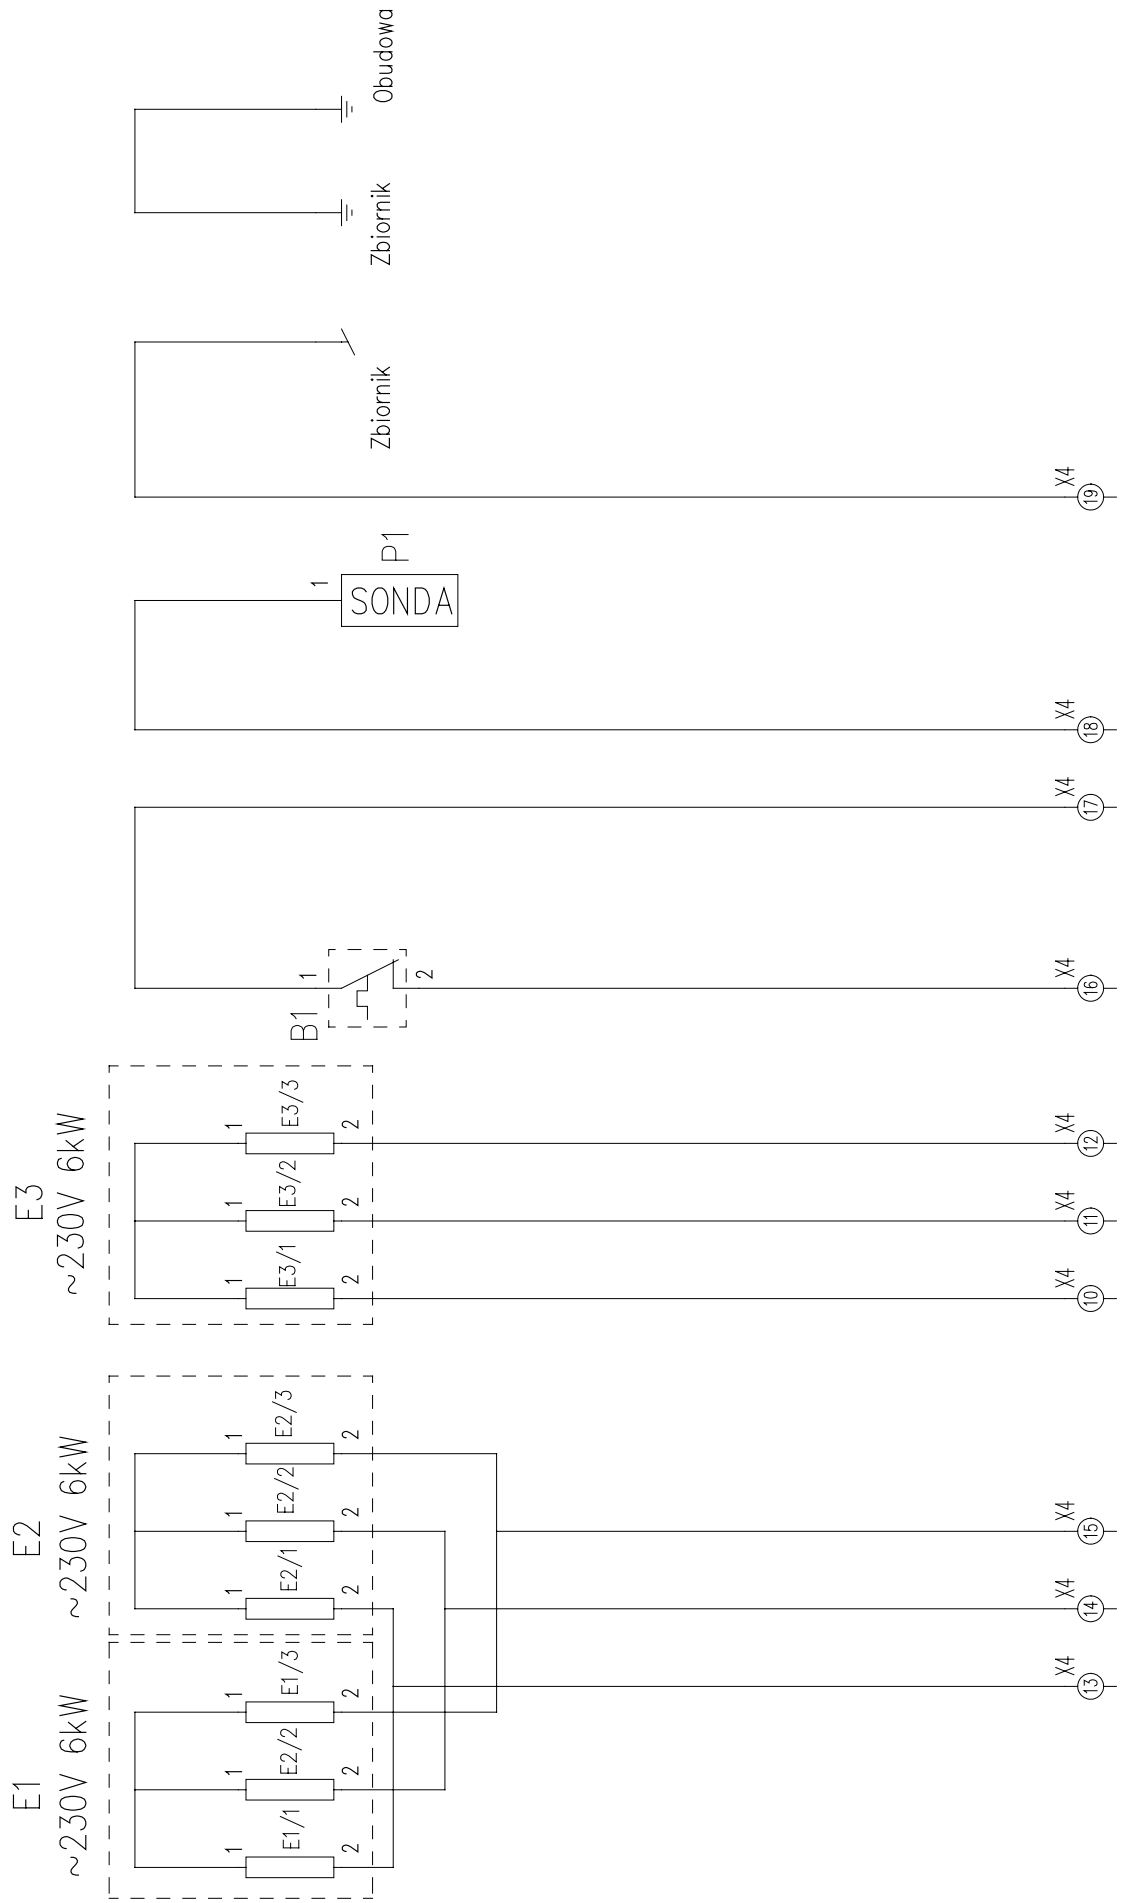 E1
~230V 6kW
E2
~230V 6kW
E3
~230V 6kW
1
1
1
E1/1
E2/2
E1/3
2
2
2
1
1
1
E2/1
E2/2
E2/3
2
2
2
1
1
1
E3/1
E3/2
E3/3
2
2
2
B1
1
2
1
SONDA
P1
Zbiornik
Zbiornik
Obudowa
X4
13
X4
14
X4
15
X4
10
X4
11
X4
12
X4
16
X4
17
X4
18
X4
19